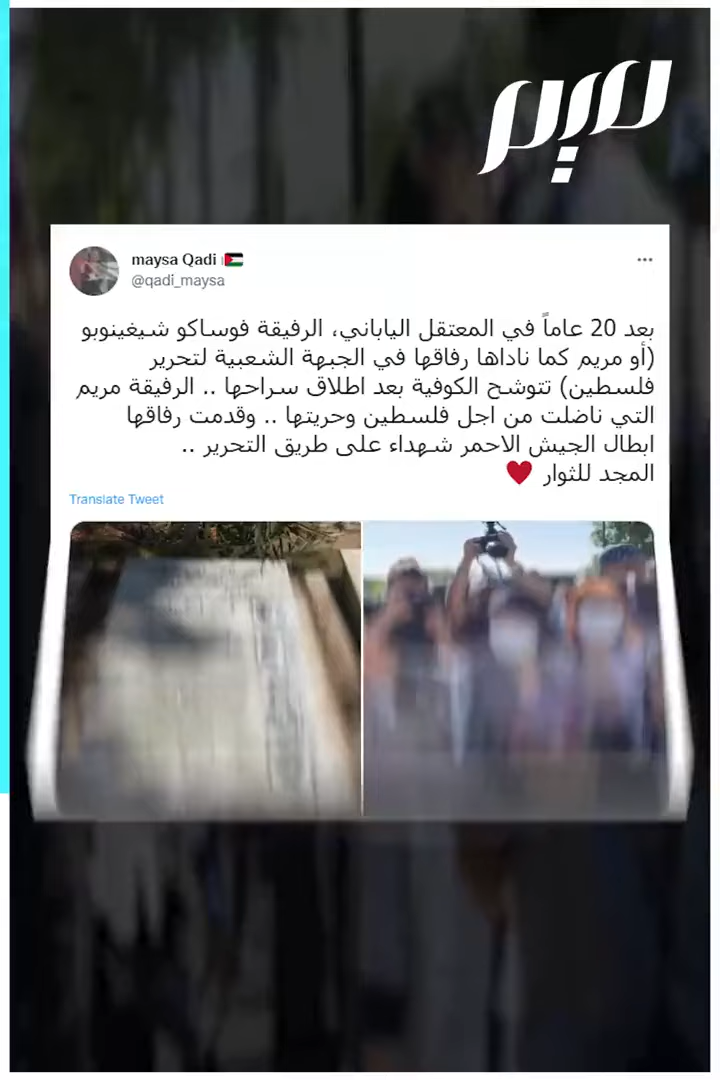 ميم
maysa Qadi 🇵🇸
@qadi_maysa
بعد 20 عاماً في المعتقل الياباني، الرفيقة فوساكو شيغينوبو
(أو مريم كما ناداها رفاقها في الجبهة الشعبية لتحرير
فلسطين) تتوشح الكوفية بعد اطلاق سراحها .. الرفيقة مريم
التي ناضلت من اجل فلسطين وحريتها .. وقدمت رفاقها
ابطال الجيش الاحمر شهداء على طريق التحرير ..
المجد للثوار ♥
Translate Tweet